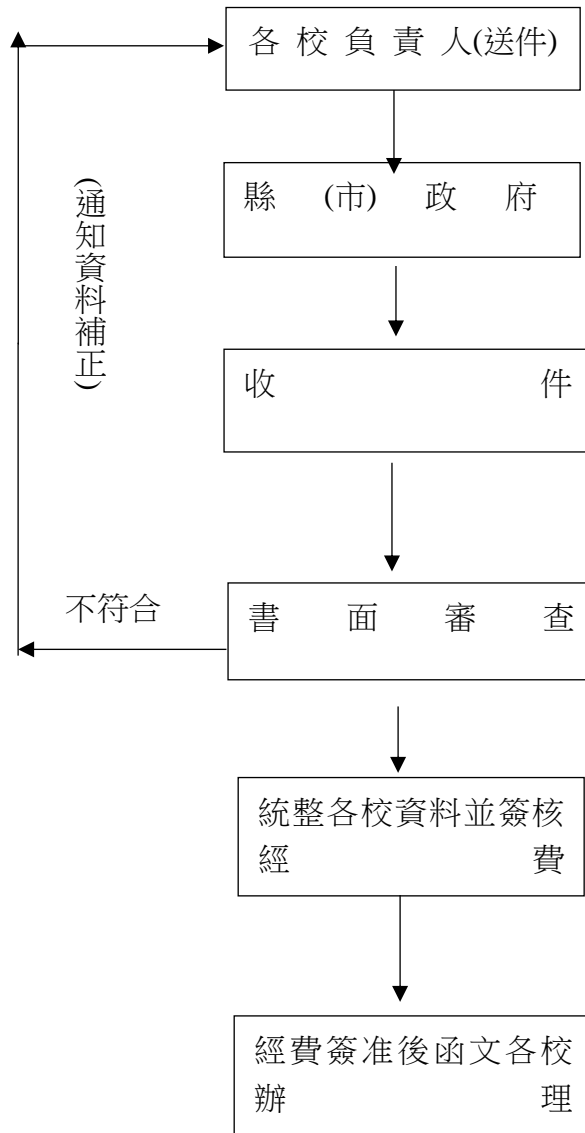 各校負責人(送件)
縣(市)政府
(通知資料補正)
收件
不符合
書面審查
統整各校資料並簽核
經費
經費簽准後函文各校
辦理